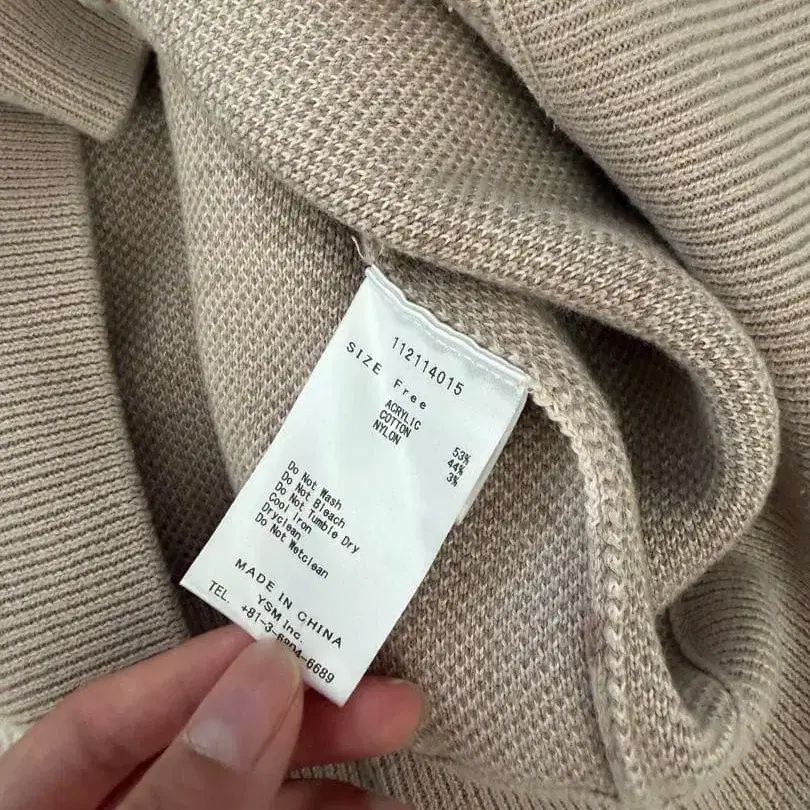 112114015
SIZE Free
ACRYLIC 53%
COTTON 44%
NYLON 3%
Do Not Wash
Do Not Bleach
Do Not Tumble Dry
Cool Iron
Dryclean
Do Not Wetclean
MADE IN CHINA
YSM Inc.
TEL. +81-3-6804-6689